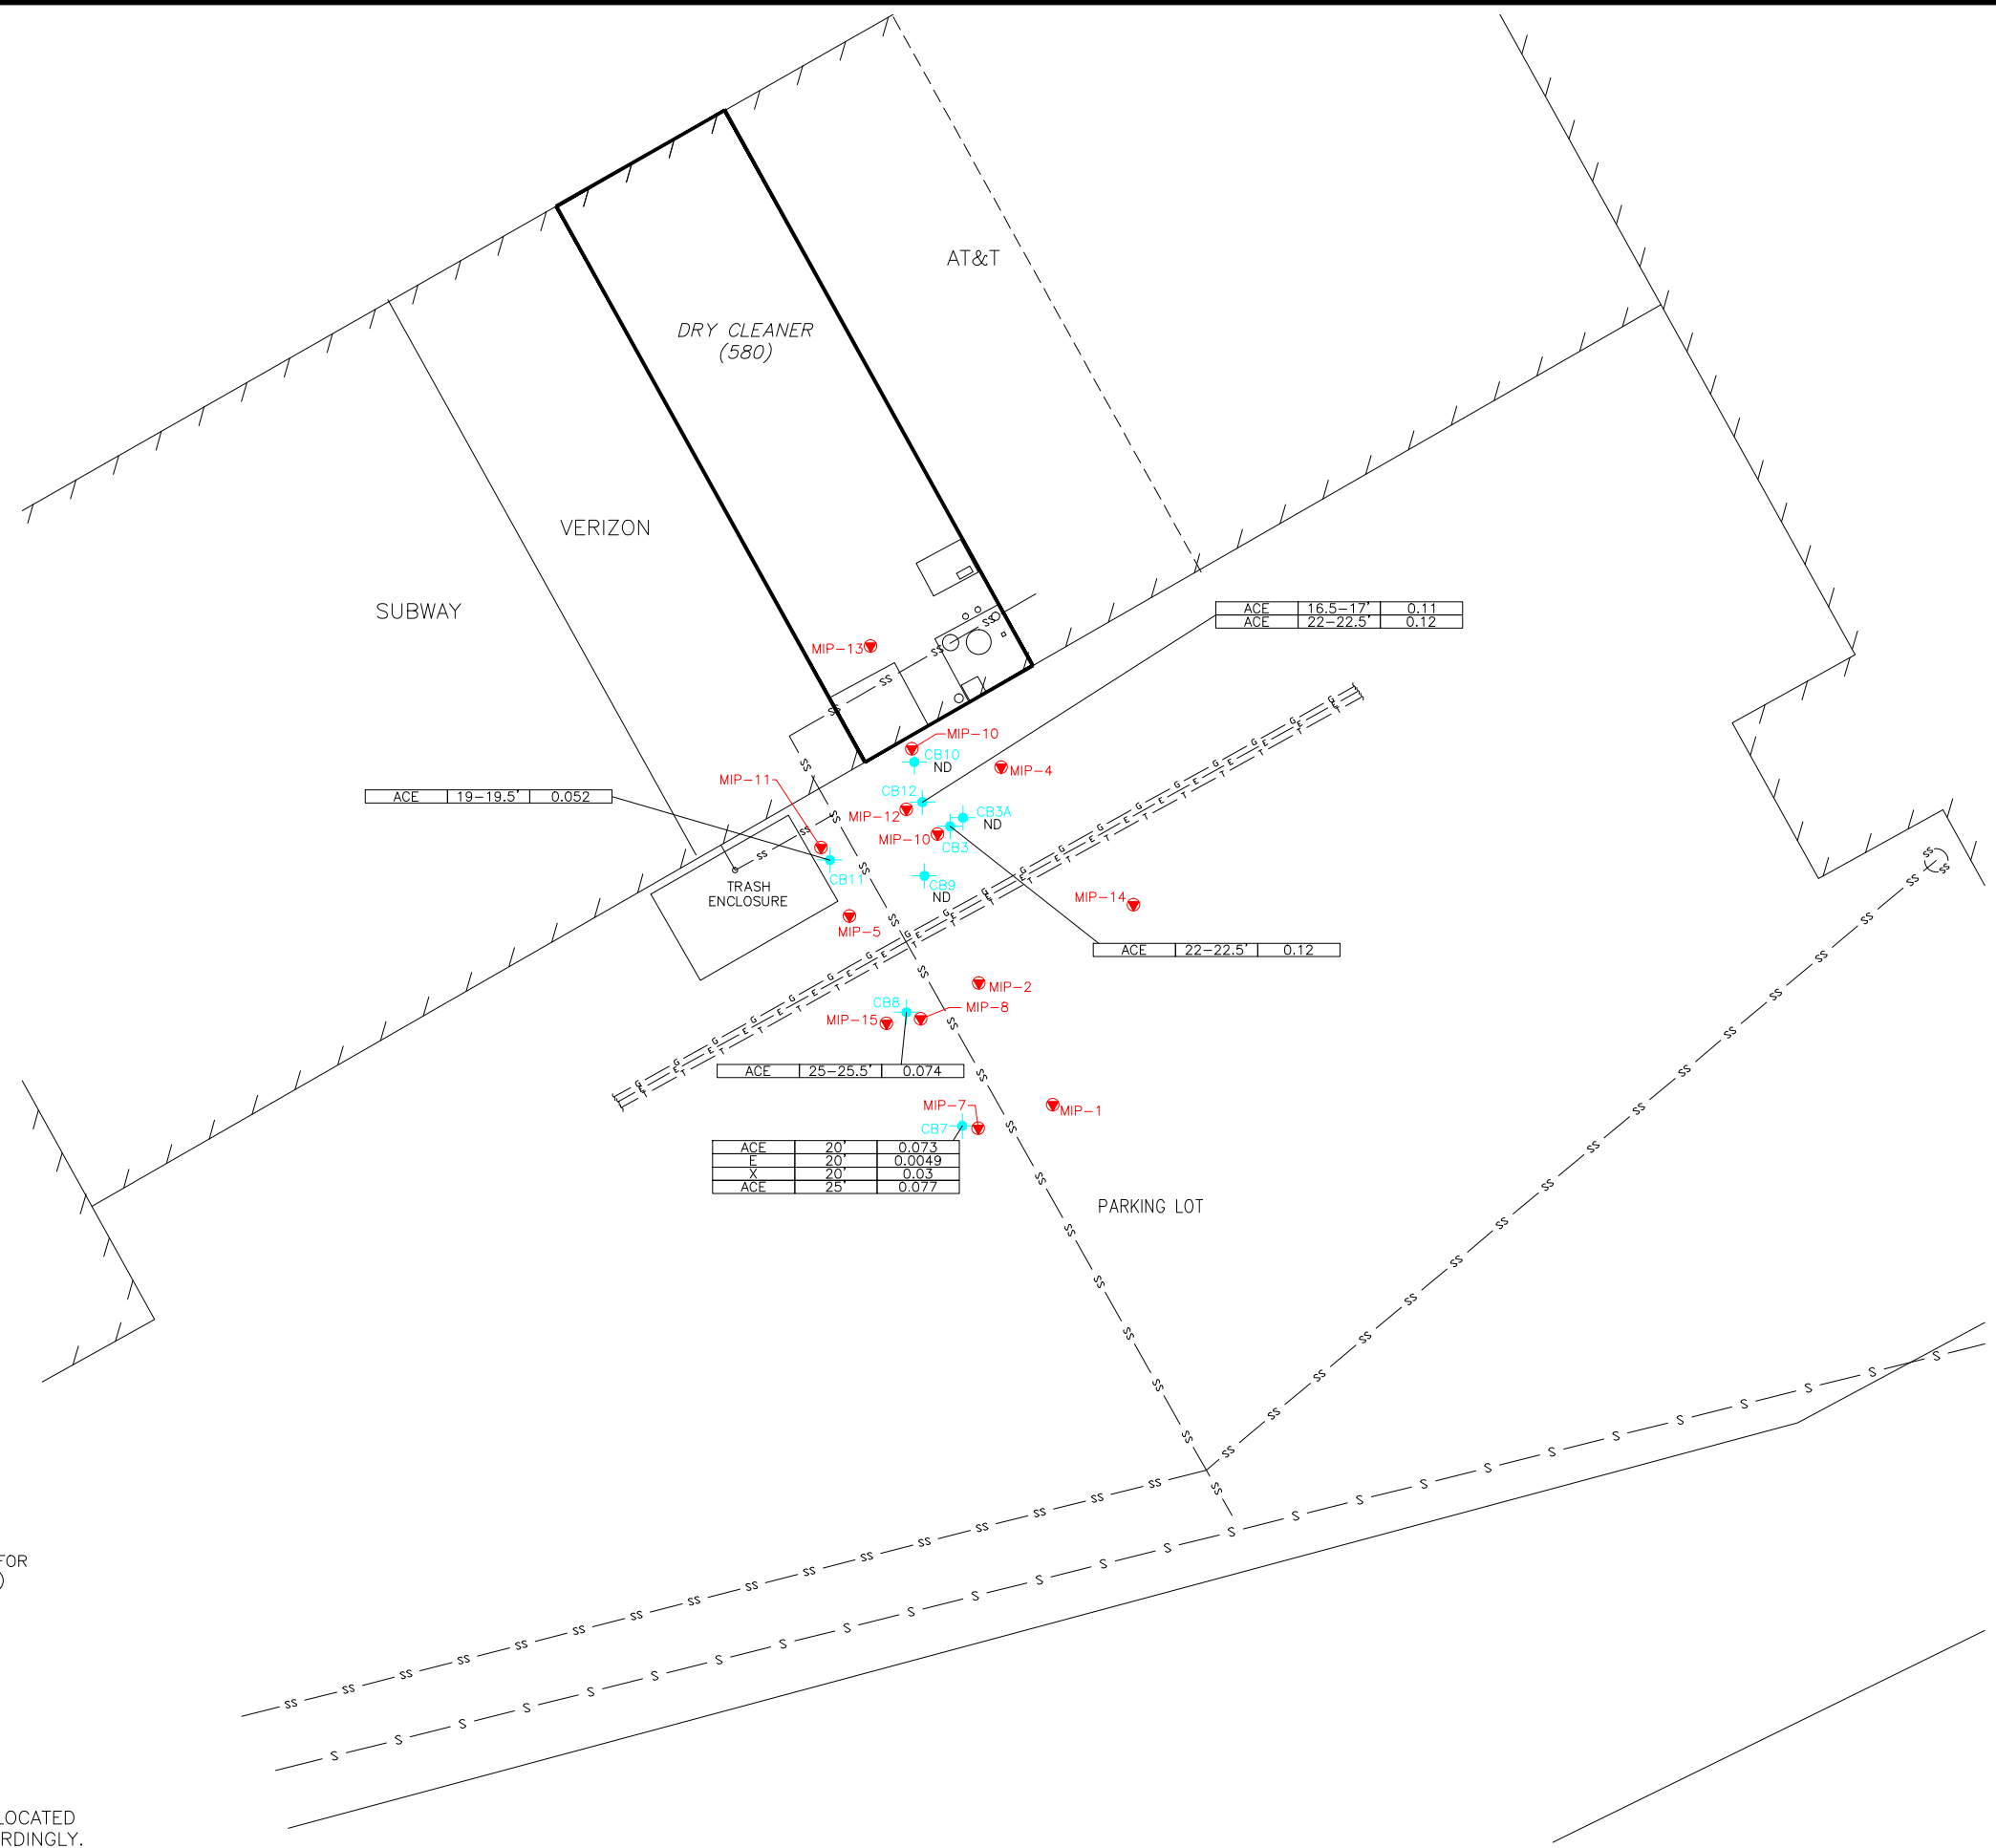 AT&T
DRY CLEANER
(580)
VERIZON
SUBWAY
ACE 16.5-17' 0.11
ACE 22-22.5' 0.12
MIP-13
MIP-10
CB10
ND
MIP-4
MIP-11
ACE 19-19.5' 0.052
CB12
MIP-12
CB3A
ND
MIP-10
CB3
CB11
CB9
ND
TRASH
ENCLOSURE
MIP-14
MIP-5
ACE 22-22.5' 0.12
MIP-2
CB8
MIP-8
MIP-15
ACE 25-25.5' 0.074
MIP-7
MIP-1
CB7
ACE 20' 0.073
E 20' 0.0049
X 20' 0.03
ACE 25' 0.077
PARKING LOT
FOR
)
LOCATED
RDINGLY.